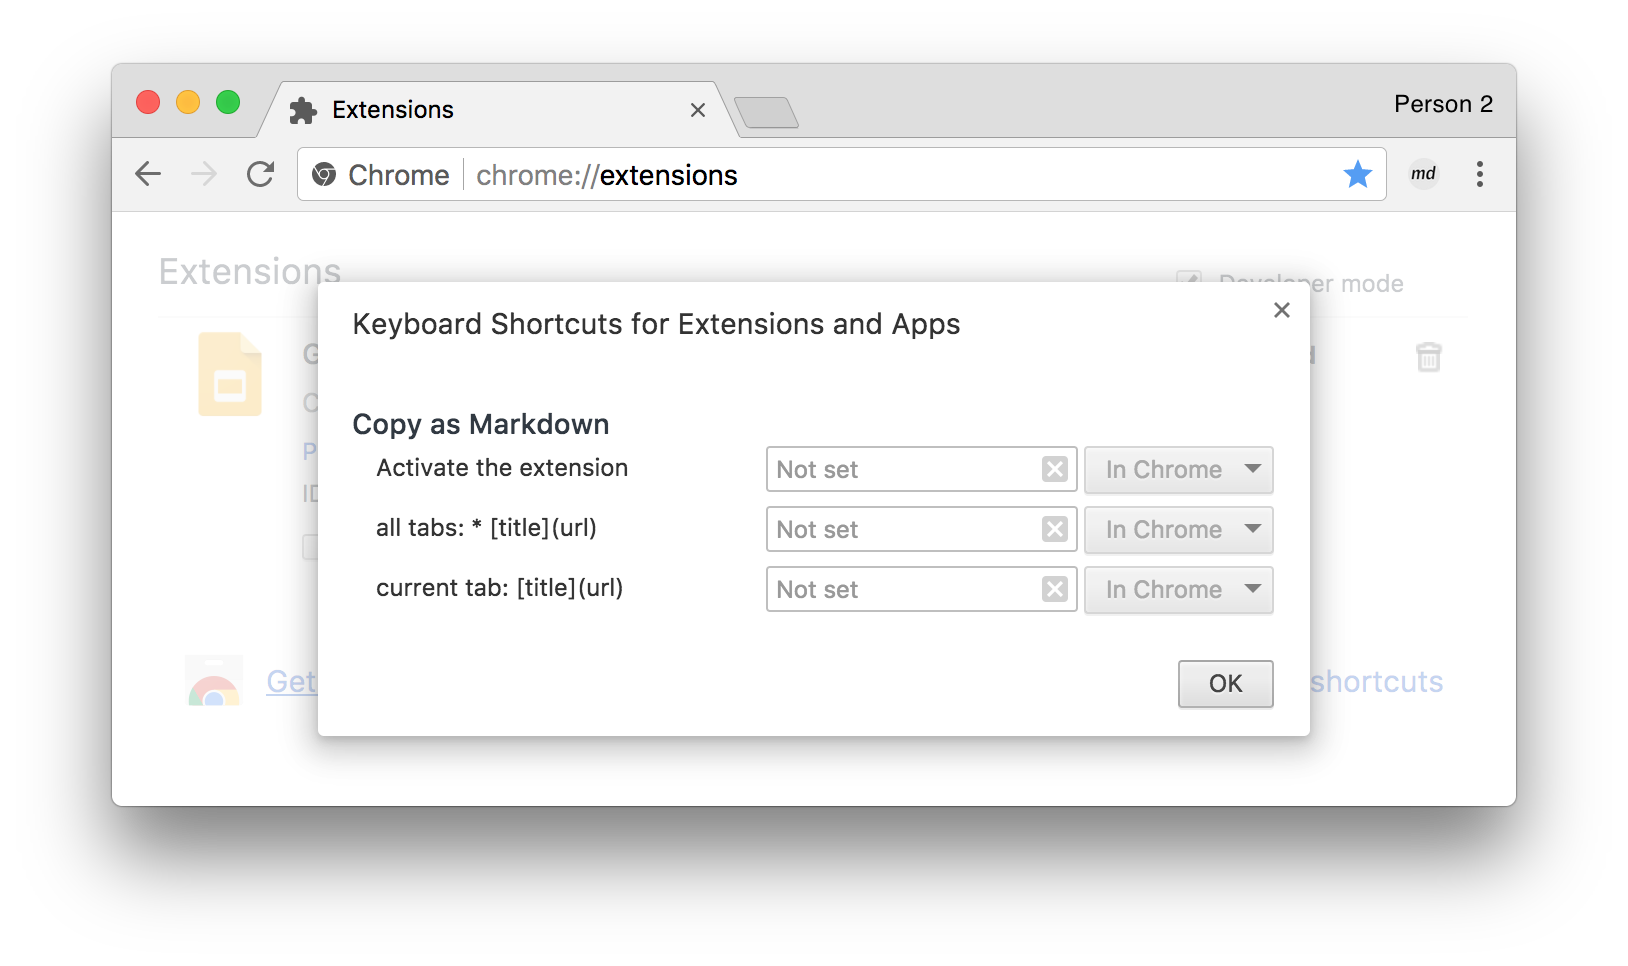 Extensions
Person 2
Chrome
chrome://extensions
md
Extensions
Developer mode
Keyboard Shortcuts for Extensions and Apps
Copy as Markdown
Activate the extension
Not set
In Chrome
all tabs: * [title](url)
Not set
In Chrome
current tab: [title](url)
Not set
In Chrome
Get
shortcuts
OK